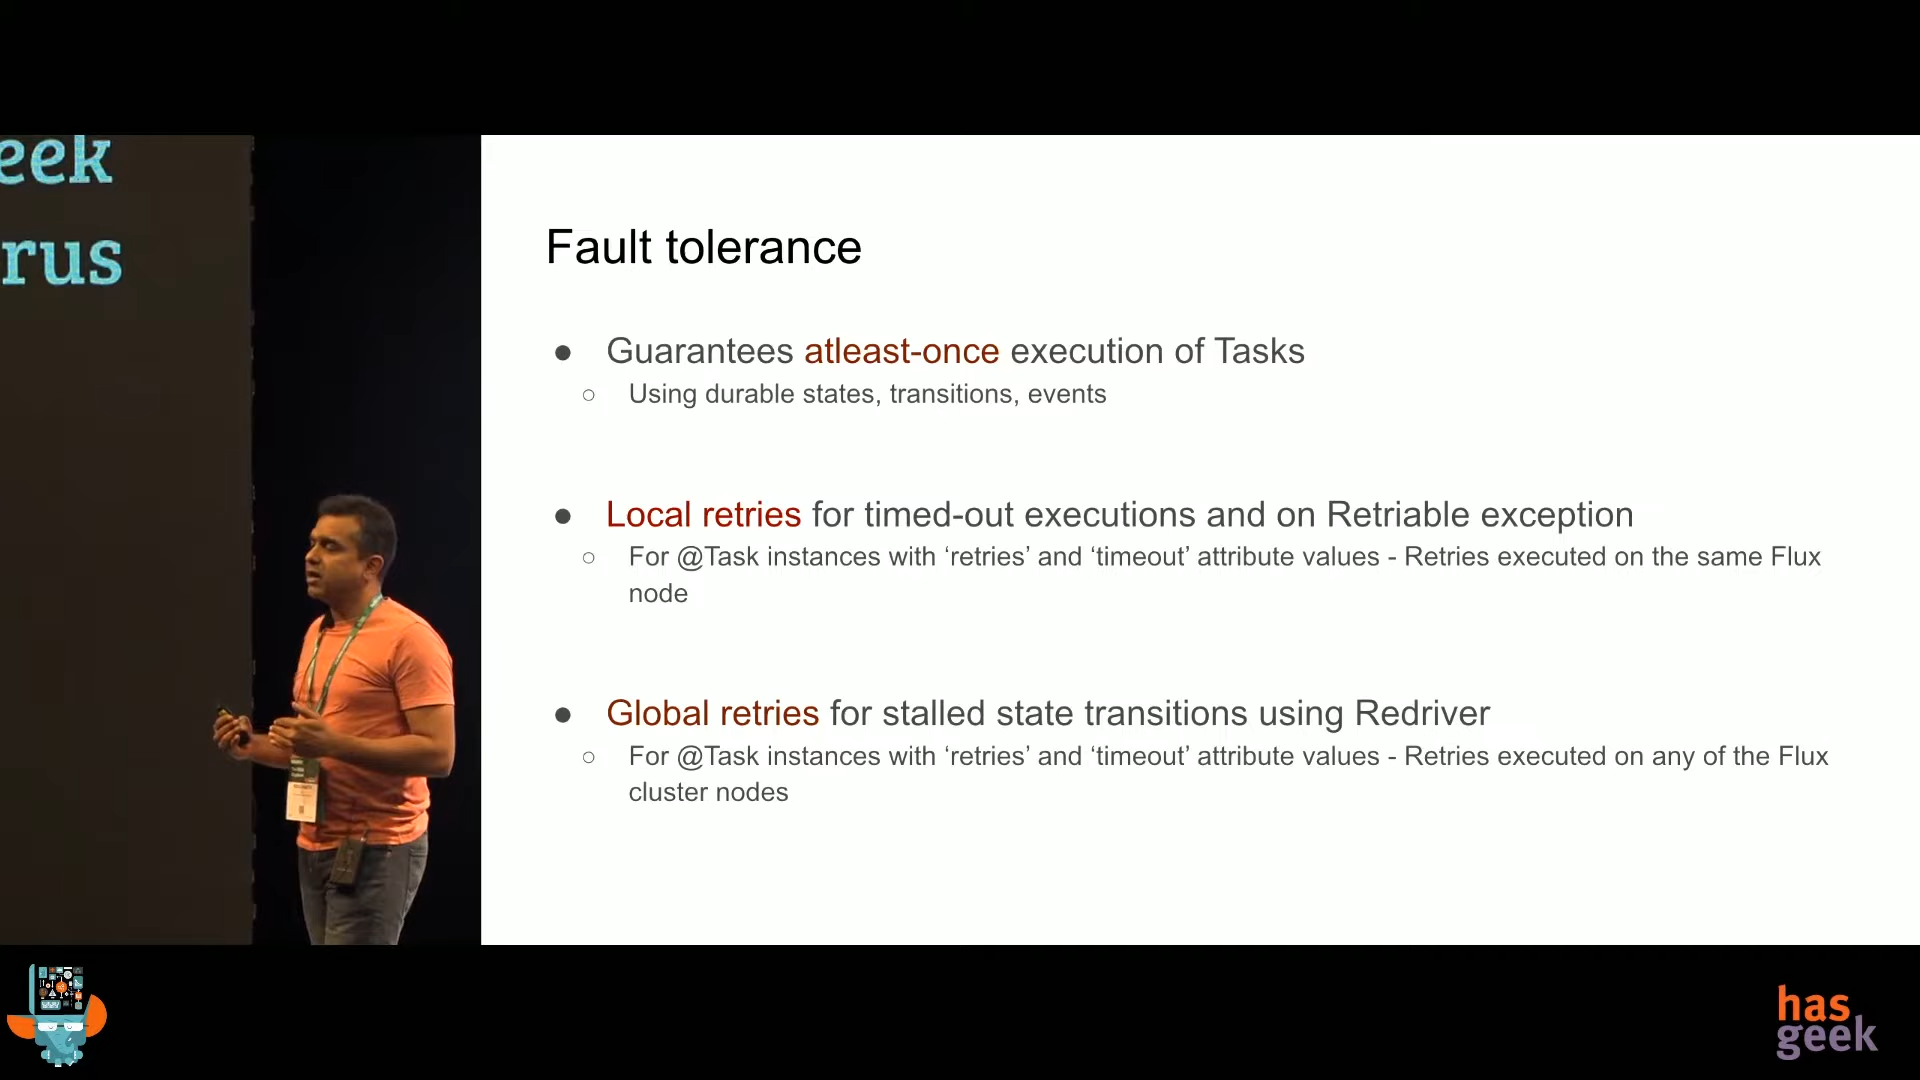 eek
rus
Fault tolerance
● Guarantees atleast-once execution of Tasks
○ Using durable states, transitions, events
● Local retries for timed-out executions and on Retriable exception
○ For @Task instances with ‘retries’ and ‘timeout’ attribute values - Retries executed on the same Flux
node
● Global retries for stalled state transitions using Redriver
○ For @Task instances with ‘retries’ and ‘timeout’ attribute values - Retries executed on any of the Flux
cluster nodes
has
geek